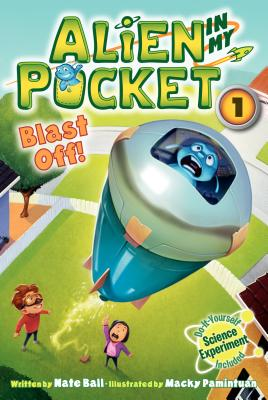 ALIEN
IN
MY
POCKET
1
Blast
Off!
Do-It-Yourself
Science
Experiment
Included
Written by Nate Ball · Illustrated by Macky Pamintuan